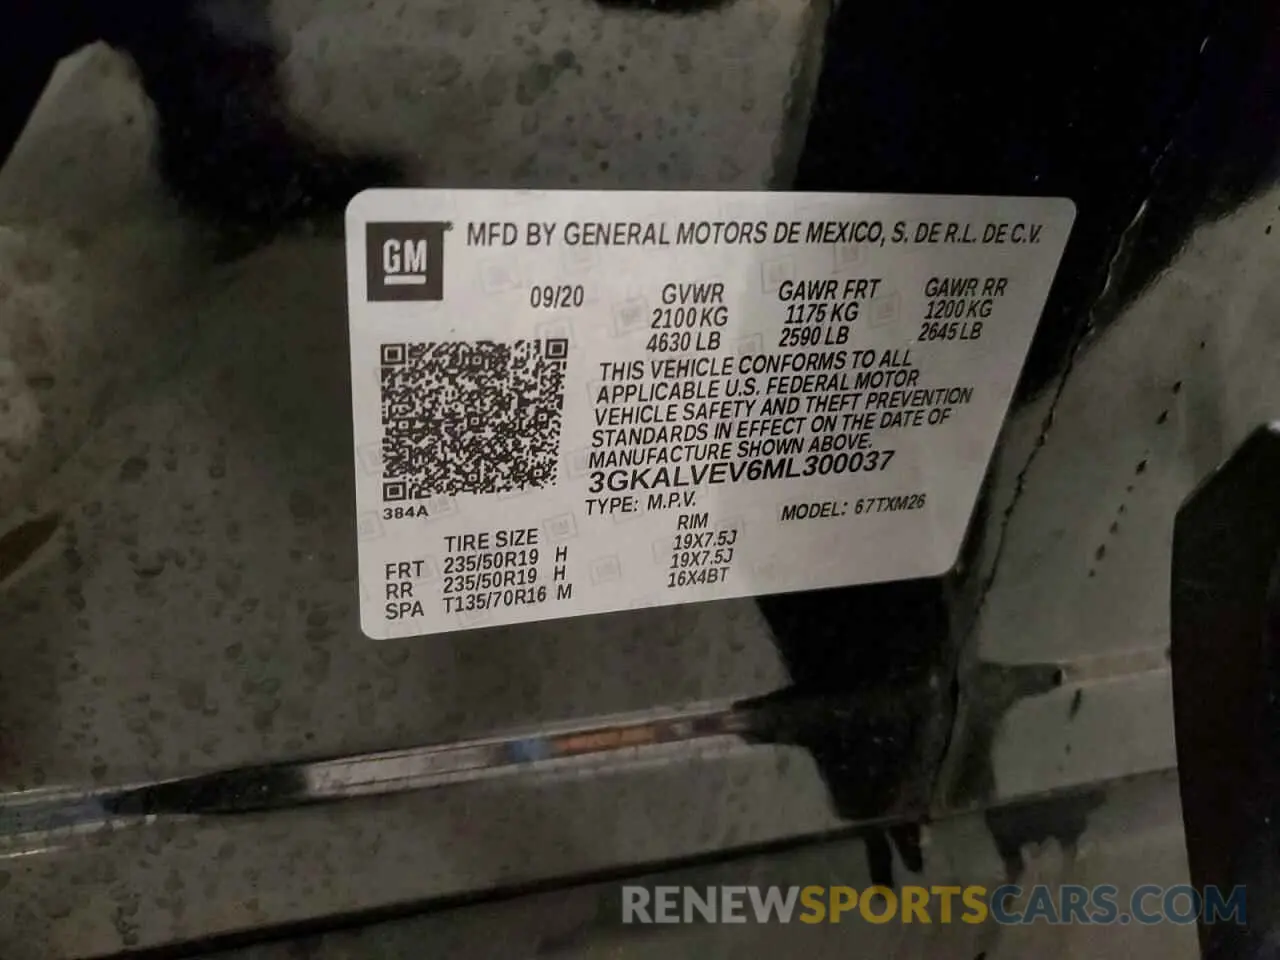 GM
MFD BY GENERAL MOTORS DE MEXICO, S. DE R.L. DE C.V.
09/20 GVWR GAWR FRT GAWR RR
2100 KG 1175 KG 1200 KG
4630 LB 2590 LB 2645 LB
THIS VEHICLE CONFORMS TO ALL
APPLICABLE U.S. FEDERAL MOTOR
VEHICLE SAFETY AND THEFT PREVENTION
STANDARDS IN EFFECT ON THE DATE OF
MANUFACTURE SHOWN ABOVE.
3GKALVEV6ML300037
384A
TYPE: M.P.V. MODEL: 67TXM26
TIRE SIZE RIM
FRT 235/50R19 H 19X7.5J
RR 235/50R19 H 19X7.5J
SPA T135/70R16 M 16X4BT
RENEWSPORTSCARS.COM